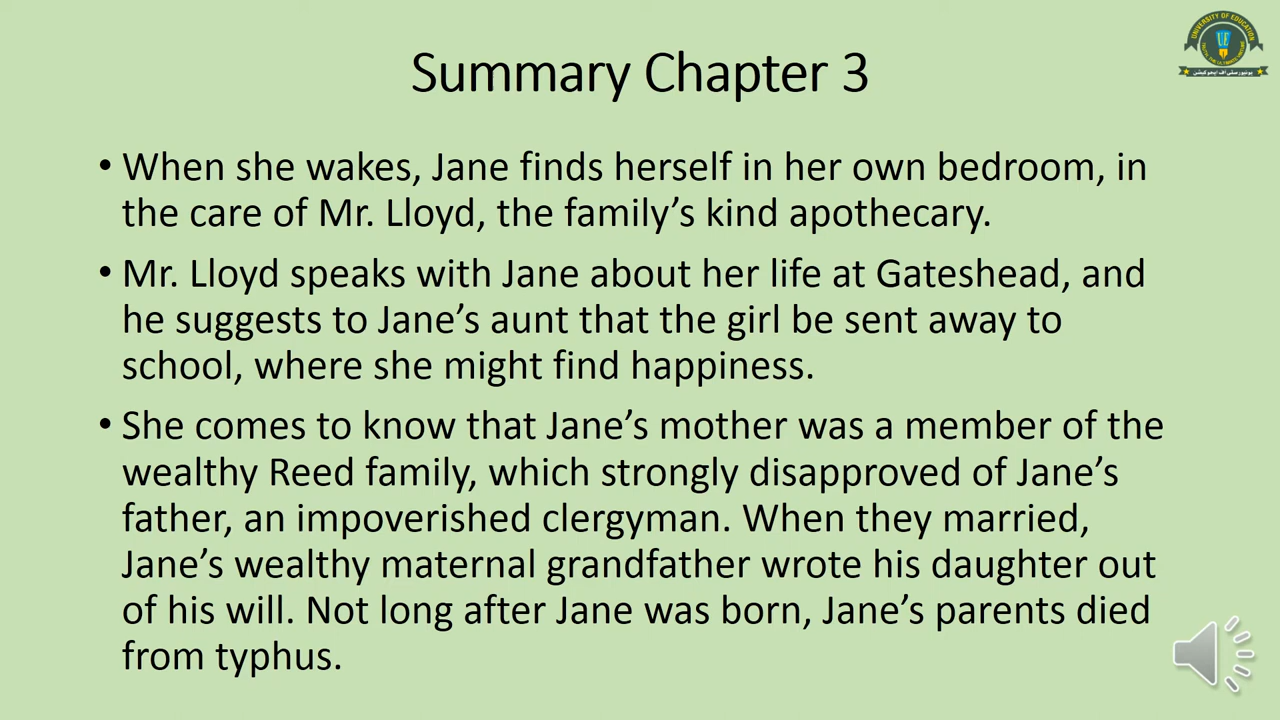 UNIVERSITY OF EDUCATION
UE
Summary Chapter 3
• When she wakes, Jane finds herself in her own bedroom, in
the care of Mr. Lloyd, the family’s kind apothecary.
• Mr. Lloyd speaks with Jane about her life at Gateshead, and
he suggests to Jane’s aunt that the girl be sent away to
school, where she might find happiness.
• She comes to know that Jane’s mother was a member of the
wealthy Reed family, which strongly disapproved of Jane’s
father, an impoverished clergyman. When they married,
Jane’s wealthy maternal grandfather wrote his daughter out
of his will. Not long after Jane was born, Jane’s parents died
from typhus.